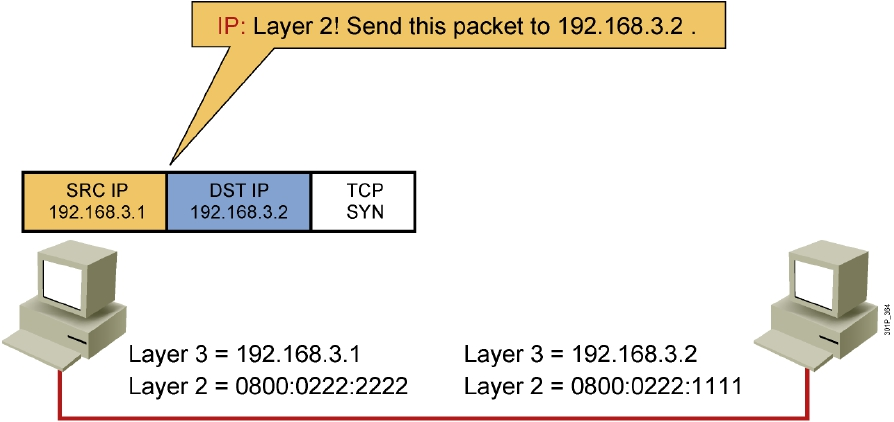 IP: Layer 2! Send this packet to 192.168.3.2 .
SRC IP
192.168.3.1
DST IP
192.168.3.2
TCP
SYN
Layer 3 = 192.168.3.1
Layer 2 = 0800:0222:2222
Layer 3 = 192.168.3.2
Layer 2 = 0800:0222:1111
301P_364